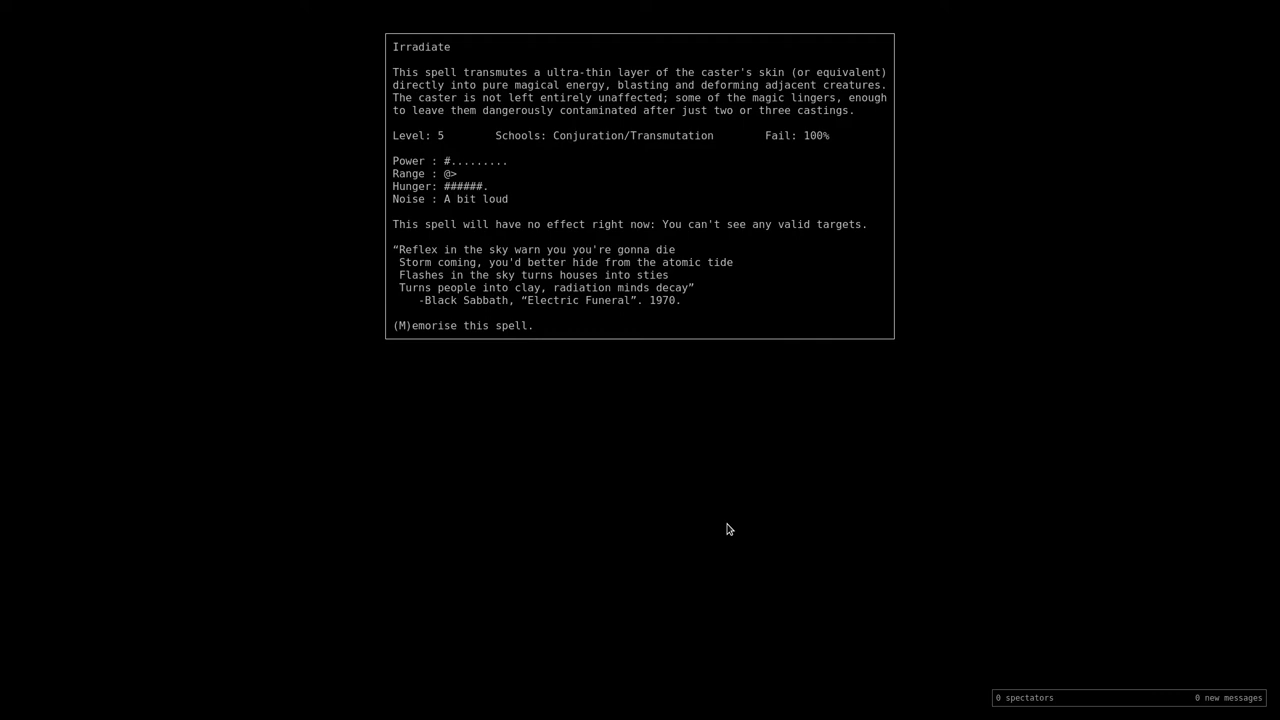 Irradiate
This spell transmutes a ultra-thin layer of the caster's skin (or equivalent)
directly into pure magical energy, blasting and deforming adjacent creatures.
The caster is not left entirely unaffected; some of the magic lingers, enough
to leave them dangerously contaminated after just two or three castings.
Level: 5 Schools: Conjuration/Transmutation Fail: 100%
Power : #.........
Range : @>
Hunger: ######.
Noise : A bit loud
This spell will have no effect right now: You can't see any valid targets.
“Reflex in the sky warn you you're gonna die
Storm coming, you'd better hide from the atomic tide
Flashes in the sky turns houses into sties
Turns people into clay, radiation minds decay”
-Black Sabbath, “Electric Funeral”. 1970.
(M)emorise this spell.
0 spectators 0 new messages